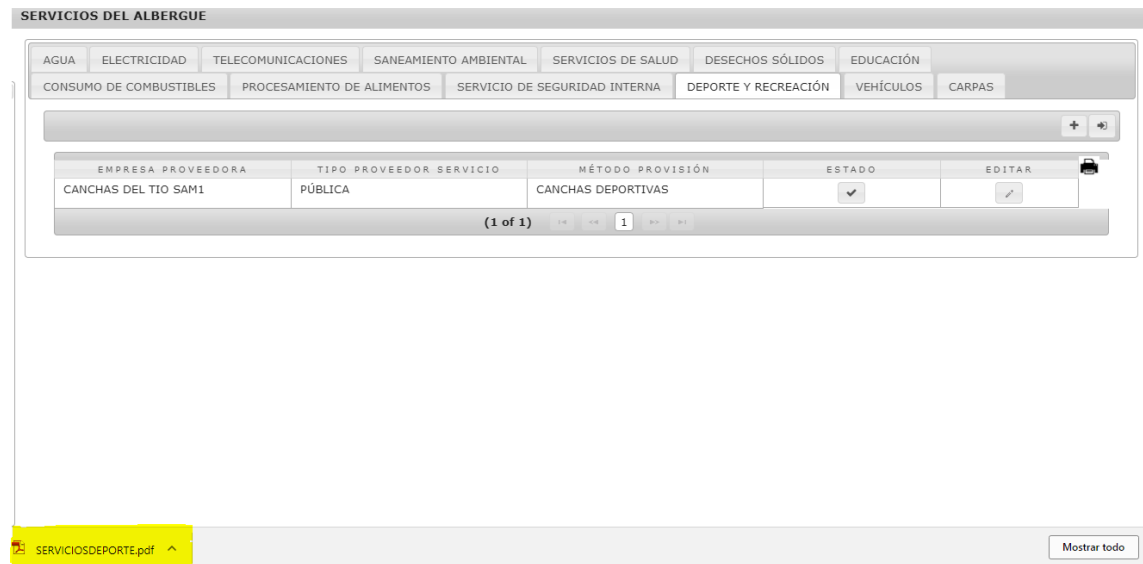 SERVICIOS DEL ALBERGUE
AGUA ELECTRICIDAD TELECOMUNICACIONES SANEAMIENTO AMBIENTAL SERVICIOS DE SALUD DESECHOS SÓLIDOS EDUCACIÓN
CONSUMO DE COMBUSTIBLES PROCESAMIENTO DE ALIMENTOS SERVICIO DE SEGURIDAD INTERNA DEPORTE Y RECREACIÓN VEHÍCULOS CARPAS
EMPRESA PROVEEDORA TIPO PROVEEDOR SERVICIO MÉTODO PROVISIÓN ESTADO EDITAR
CANCHAS DEL TIO SAM1 PÚBLICA CANCHAS DEPORTIVAS
(1 of 1) 1
SERVICIOSDEPORTE.pdf Mostrar todo